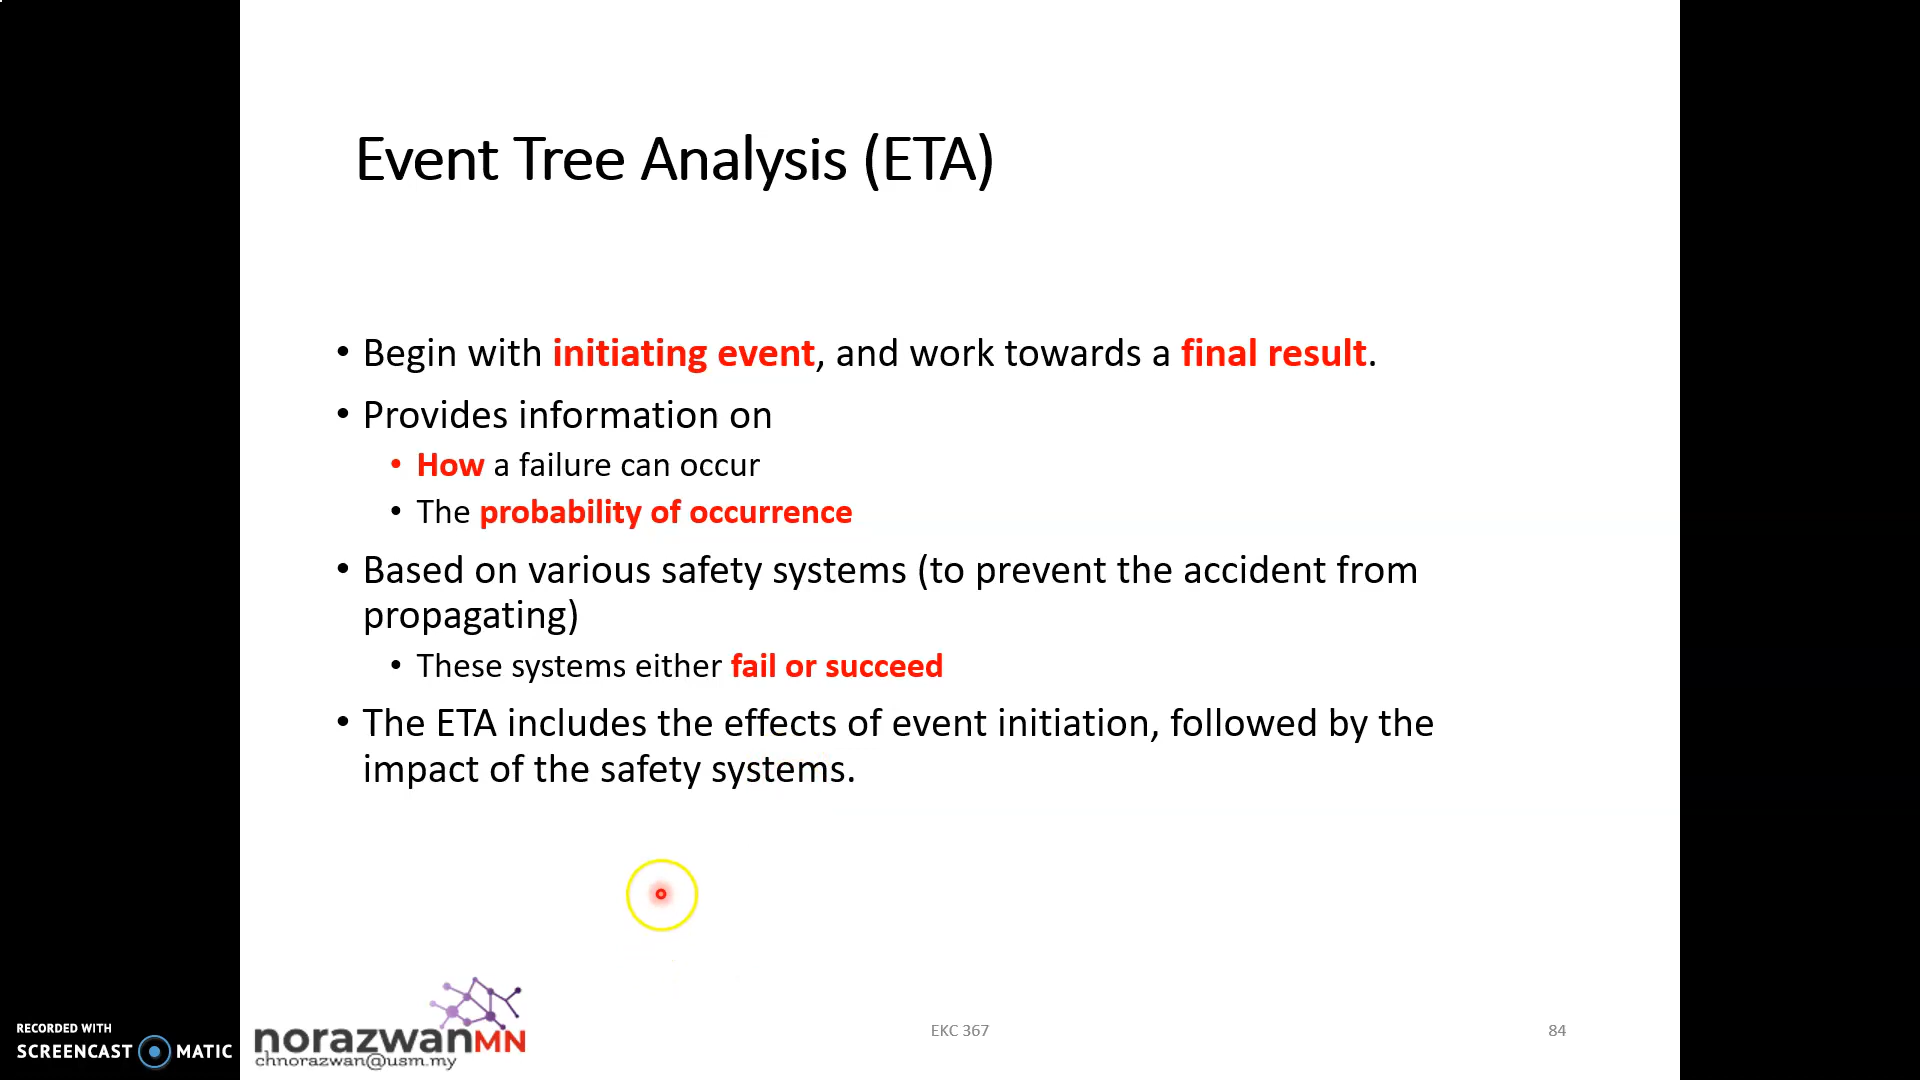 Event Tree Analysis (ETA)
• Begin with initiating event, and work towards a final result.
• Provides information on
• How a failure can occur
• The probability of occurrence
• Based on various safety systems (to prevent the accident from
propagating)
• These systems either fail or succeed
• The ETA includes the effects of event initiation, followed by the
impact of the safety systems.
RECORDED WITH
SCREENCAST MATIC
norazwanMN
chnorazwan@usm.my
EKC 367
84